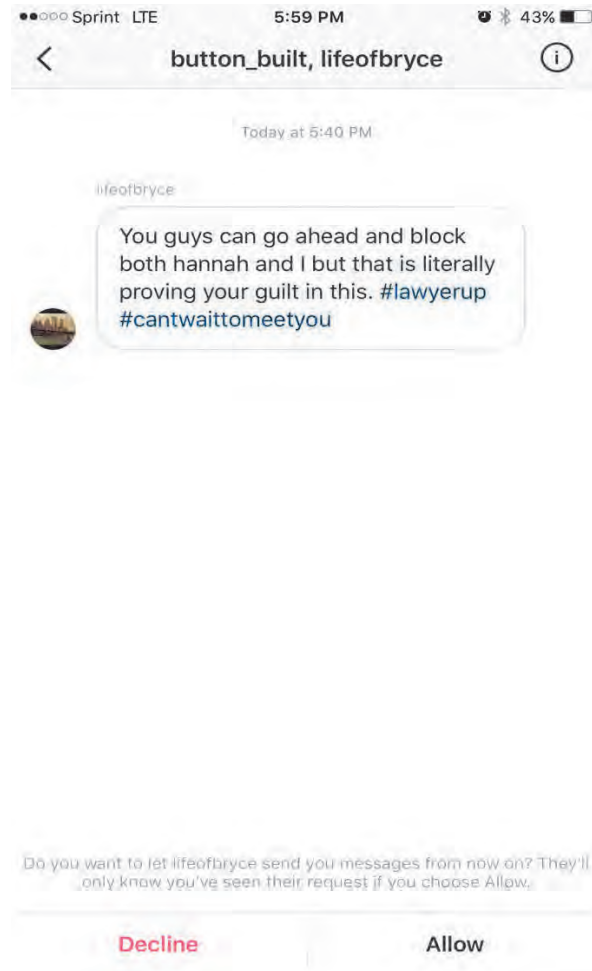 Sprint LTE 5:59 PM 43%
button_built, lifeofbryce
Today at 5:40 PM
lifeofbryce
You guys can go ahead and block
both hannah and I but that is literally
proving your guilt in this. #lawyerup
#cantwaittomeetyou
Do you want to let lifeofbryce send you messages from now on? They'll
only know you've seen their request if you choose Allow.
Decline Allow